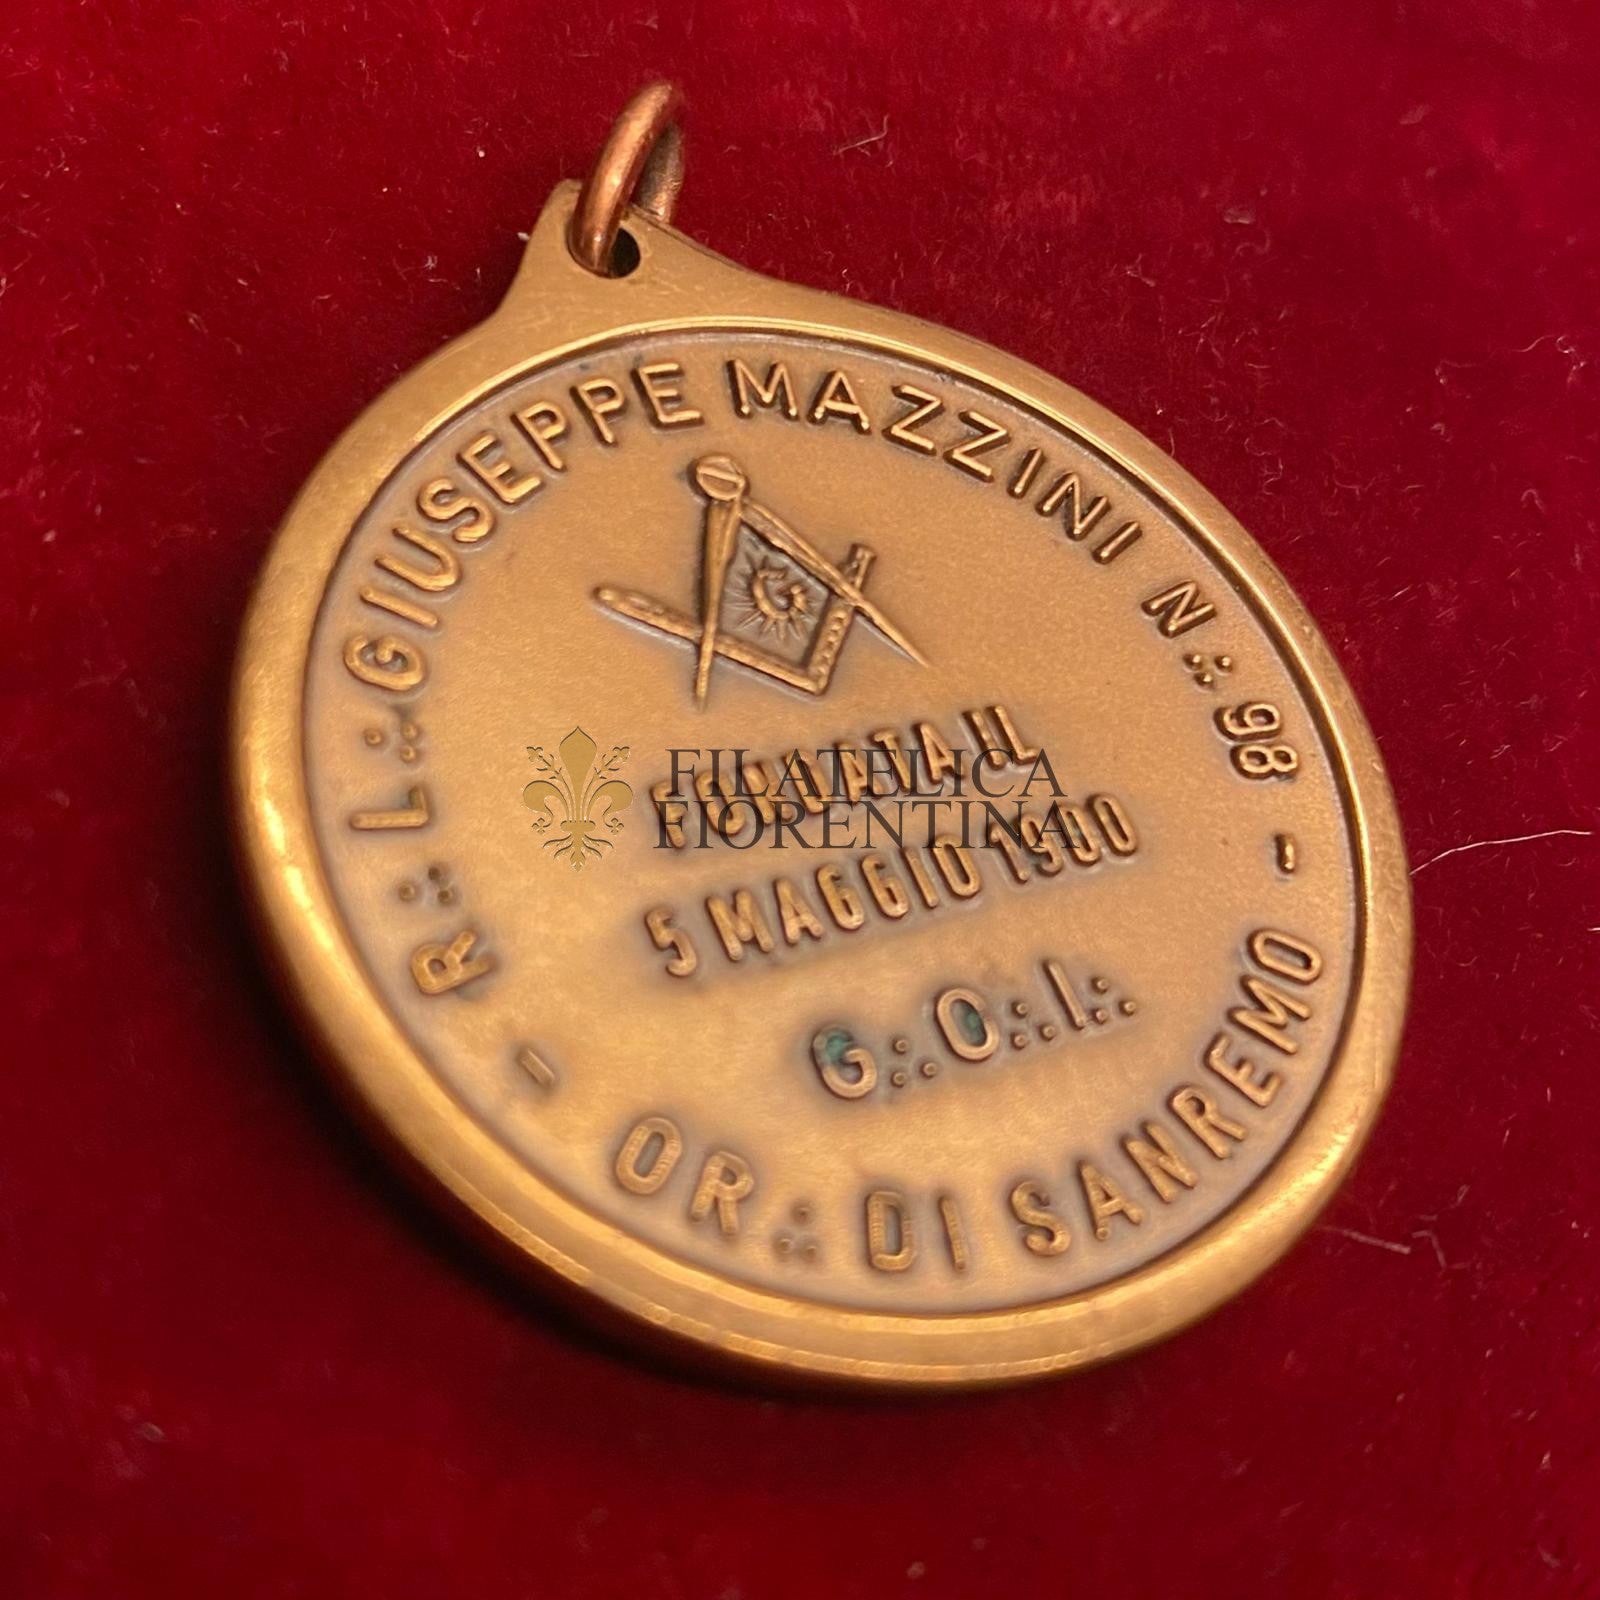 R∴ L∴ GIUSEPPE MAZZINI N∴ 98
G
FONDATA IL
5 MAGGIO 1900
G∴ O∴ I∴
- OR∴ DI SANREMO -
FILATELICA
FIORENTINA